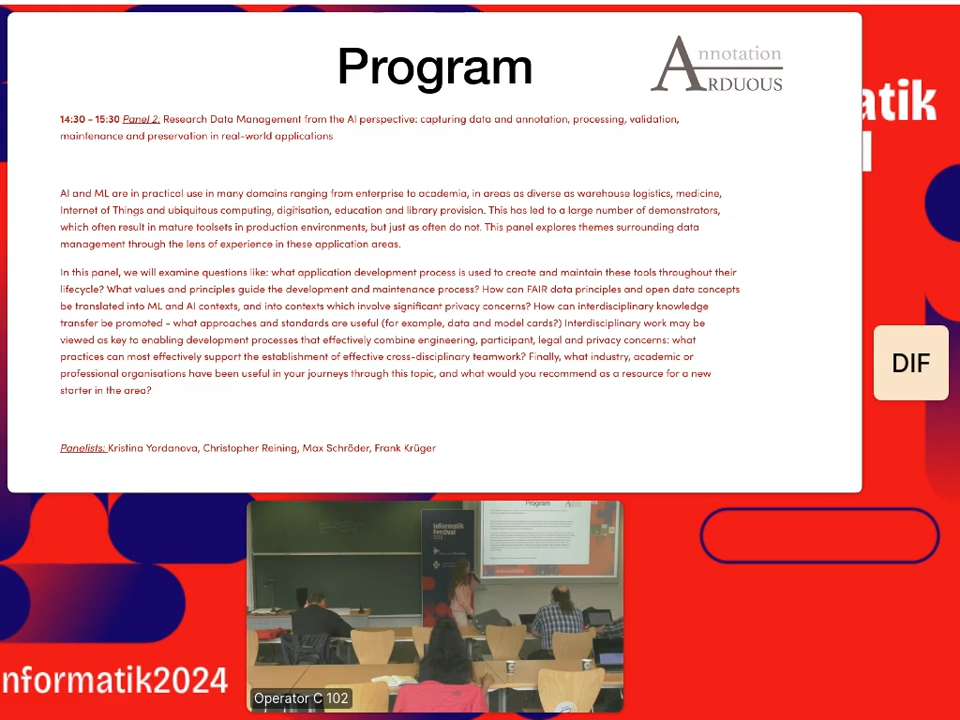 Program
Annotation
ARDUOUS
14:30 - 15:30 Panel 2: Research Data Management from the AI perspective: capturing data and annotation, processing, validation,
maintenance and preservation in real-world applications
AI and ML are in practical use in many domains ranging from enterprise to academia, in areas as diverse as warehouse logistics, medicine,
Internet of Things and ubiquitous computing, digitisation, education and library provision. This has led to a large number of demonstrators,
which often result in mature toolsets in production environments, but just as often do not. This panel explores themes surrounding data
management through the lens of experience in these application areas.
In this panel, we will examine questions like: what application development process is used to create and maintain these tools throughout their
lifecycle? What values and principles guide the development and maintenance process? How can FAIR data principles and open data concepts
be translated into ML and AI contexts, and into contexts which involve significant privacy concerns? How can interdisciplinary knowledge
transfer be promoted - what approaches and standards are useful (for example, data and model cards?) Interdisciplinary work may be
viewed as key to enabling development processes that effectively combine engineering, participant, legal and privacy concerns: what
practices can most effectively support the establishment of effective cross-disciplinary teamwork? Finally, what industry, academic or
professional organisations have been useful in your journeys through this topic, and what would you recommend as a resource for a new
starter in the area?
Panelists: Kristina Yordanova, Christopher Reining, Max Schröder, Frank Krüger
atik
DIF
Informatik
Festival
2024
Program
Operator C 102
nformatik2024